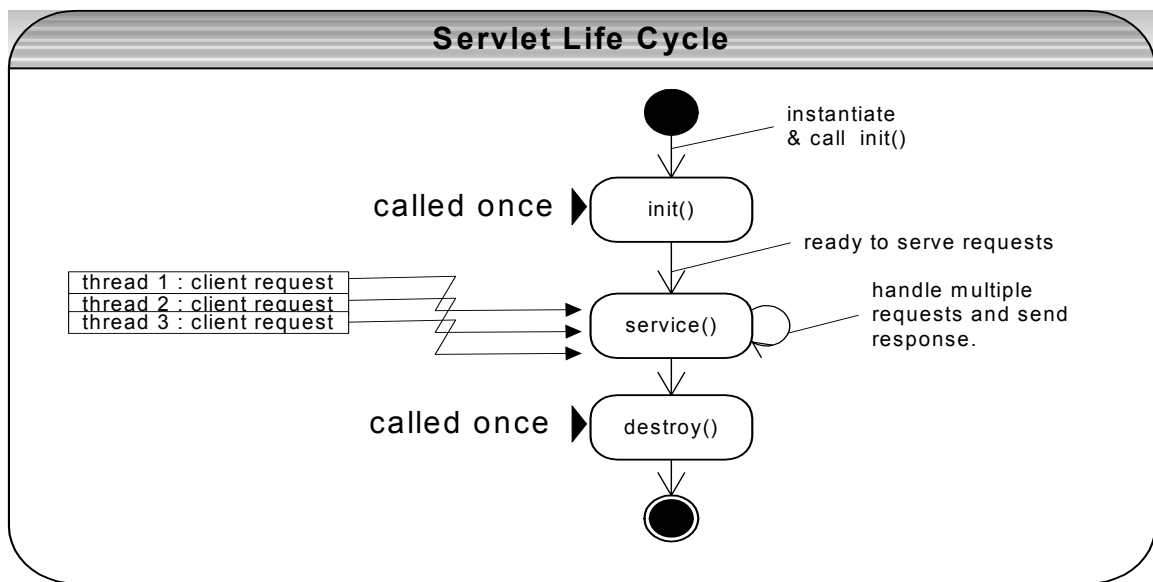 Servlet Life Cycle
instantiate
& call init()
called once
init()
ready to serve requests
thread 1 : client request
thread 2 : client request
thread 3 : client request
service()
handle multiple
requests and send
response.
called once
destroy()